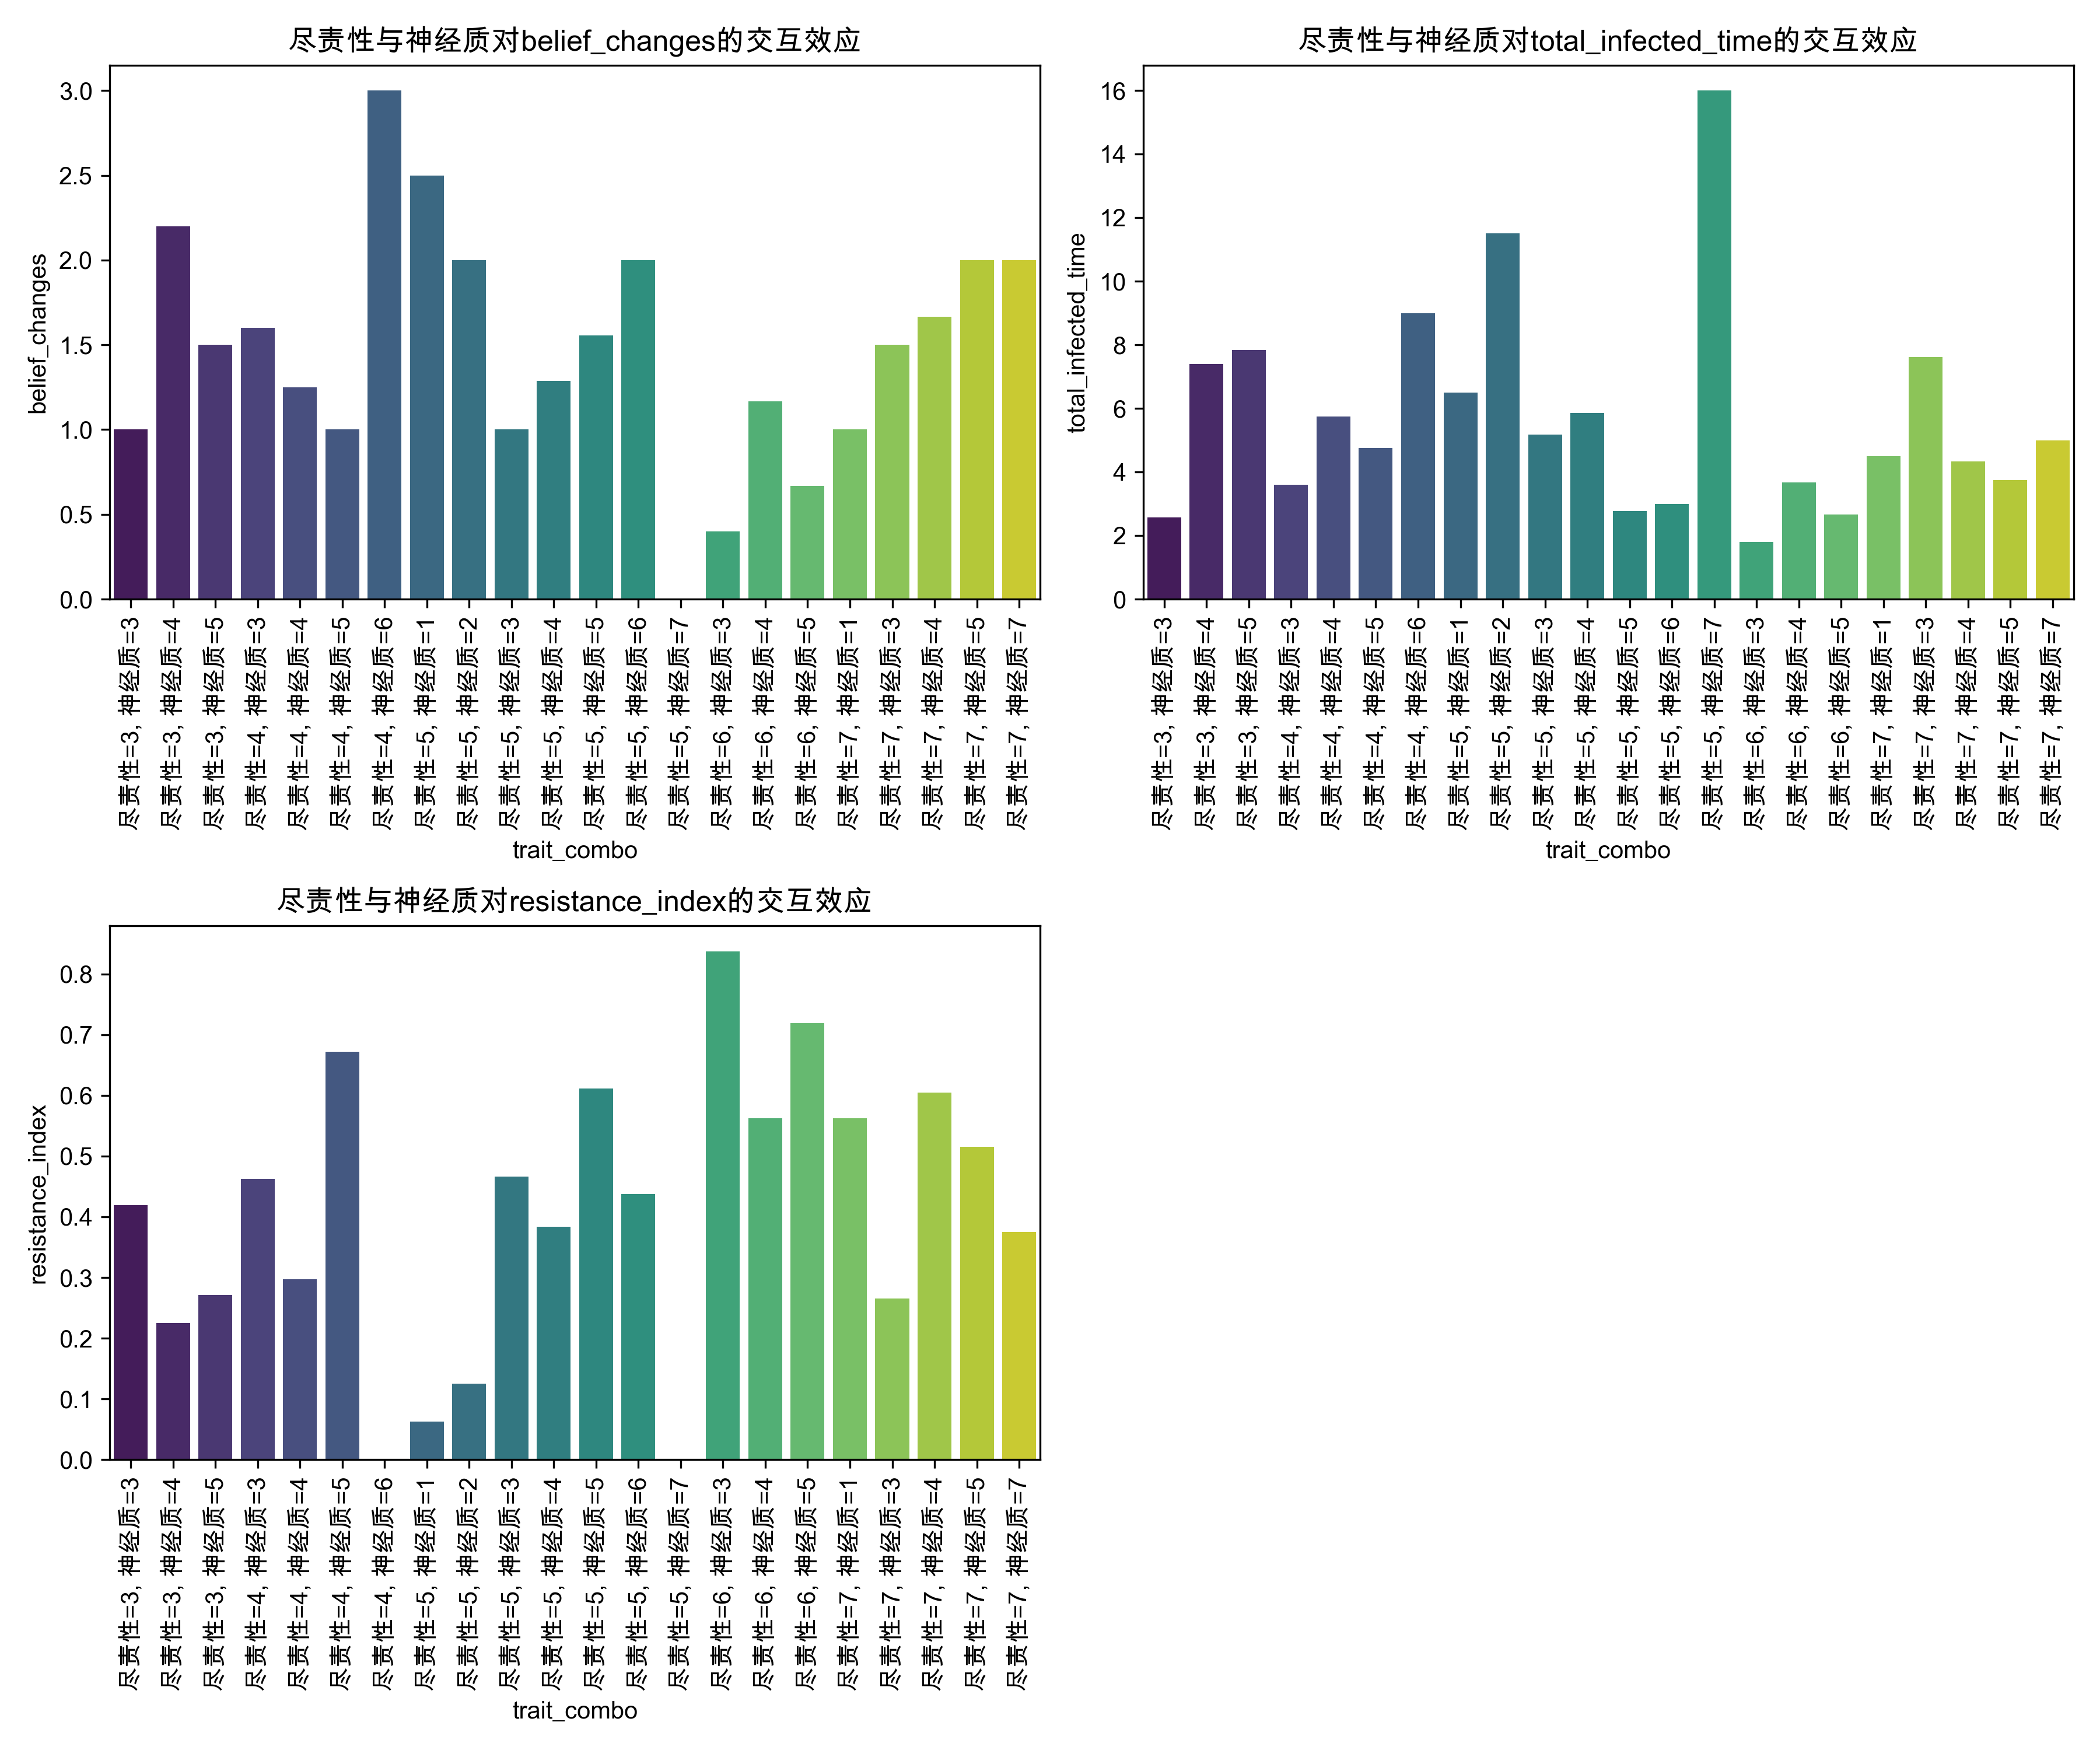 尽责性与神经质对belief_changes的交互效应
belief_changes
3.0
2.5
2.0
1.5
1.0
0.5
0.0
尽责性=3, 神经质=3
尽责性=3, 神经质=4
尽责性=3, 神经质=5
尽责性=4, 神经质=3
尽责性=4, 神经质=4
尽责性=4, 神经质=5
尽责性=4, 神经质=6
尽责性=5, 神经质=1
尽责性=5, 神经质=2
尽责性=5, 神经质=3
尽责性=5, 神经质=4
尽责性=5, 神经质=5
尽责性=5, 神经质=6
尽责性=5, 神经质=7
尽责性=6, 神经质=3
尽责性=6, 神经质=4
尽责性=6, 神经质=5
尽责性=7, 神经质=1
尽责性=7, 神经质=3
尽责性=7, 神经质=4
尽责性=7, 神经质=5
尽责性=7, 神经质=7
trait_combo
尽责性与神经质对total_infected_time的交互效应
total_infected_time
16
14
12
10
8
6
4
2
0
尽责性=3, 神经质=3
尽责性=3, 神经质=4
尽责性=3, 神经质=5
尽责性=4, 神经质=3
尽责性=4, 神经质=4
尽责性=4, 神经质=5
尽责性=4, 神经质=6
尽责性=5, 神经质=1
尽责性=5, 神经质=2
尽责性=5, 神经质=3
尽责性=5, 神经质=4
尽责性=5, 神经质=5
尽责性=5, 神经质=6
尽责性=5, 神经质=7
尽责性=6, 神经质=3
尽责性=6, 神经质=4
尽责性=6, 神经质=5
尽责性=7, 神经质=1
尽责性=7, 神经质=3
尽责性=7, 神经质=4
尽责性=7, 神经质=5
尽责性=7, 神经质=7
trait_combo
尽责性与神经质对resistance_index的交互效应
resistance_index
0.8
0.7
0.6
0.5
0.4
0.3
0.2
0.1
0.0
尽责性=3, 神经质=3
尽责性=3, 神经质=4
尽责性=3, 神经质=5
尽责性=4, 神经质=3
尽责性=4, 神经质=4
尽责性=4, 神经质=5
尽责性=4, 神经质=6
尽责性=5, 神经质=1
尽责性=5, 神经质=2
尽责性=5, 神经质=3
尽责性=5, 神经质=4
尽责性=5, 神经质=5
尽责性=5, 神经质=6
尽责性=5, 神经质=7
尽责性=6, 神经质=3
尽责性=6, 神经质=4
尽责性=6, 神经质=5
尽责性=7, 神经质=1
尽责性=7, 神经质=3
尽责性=7, 神经质=4
尽责性=7, 神经质=5
尽责性=7, 神经质=7
trait_combo